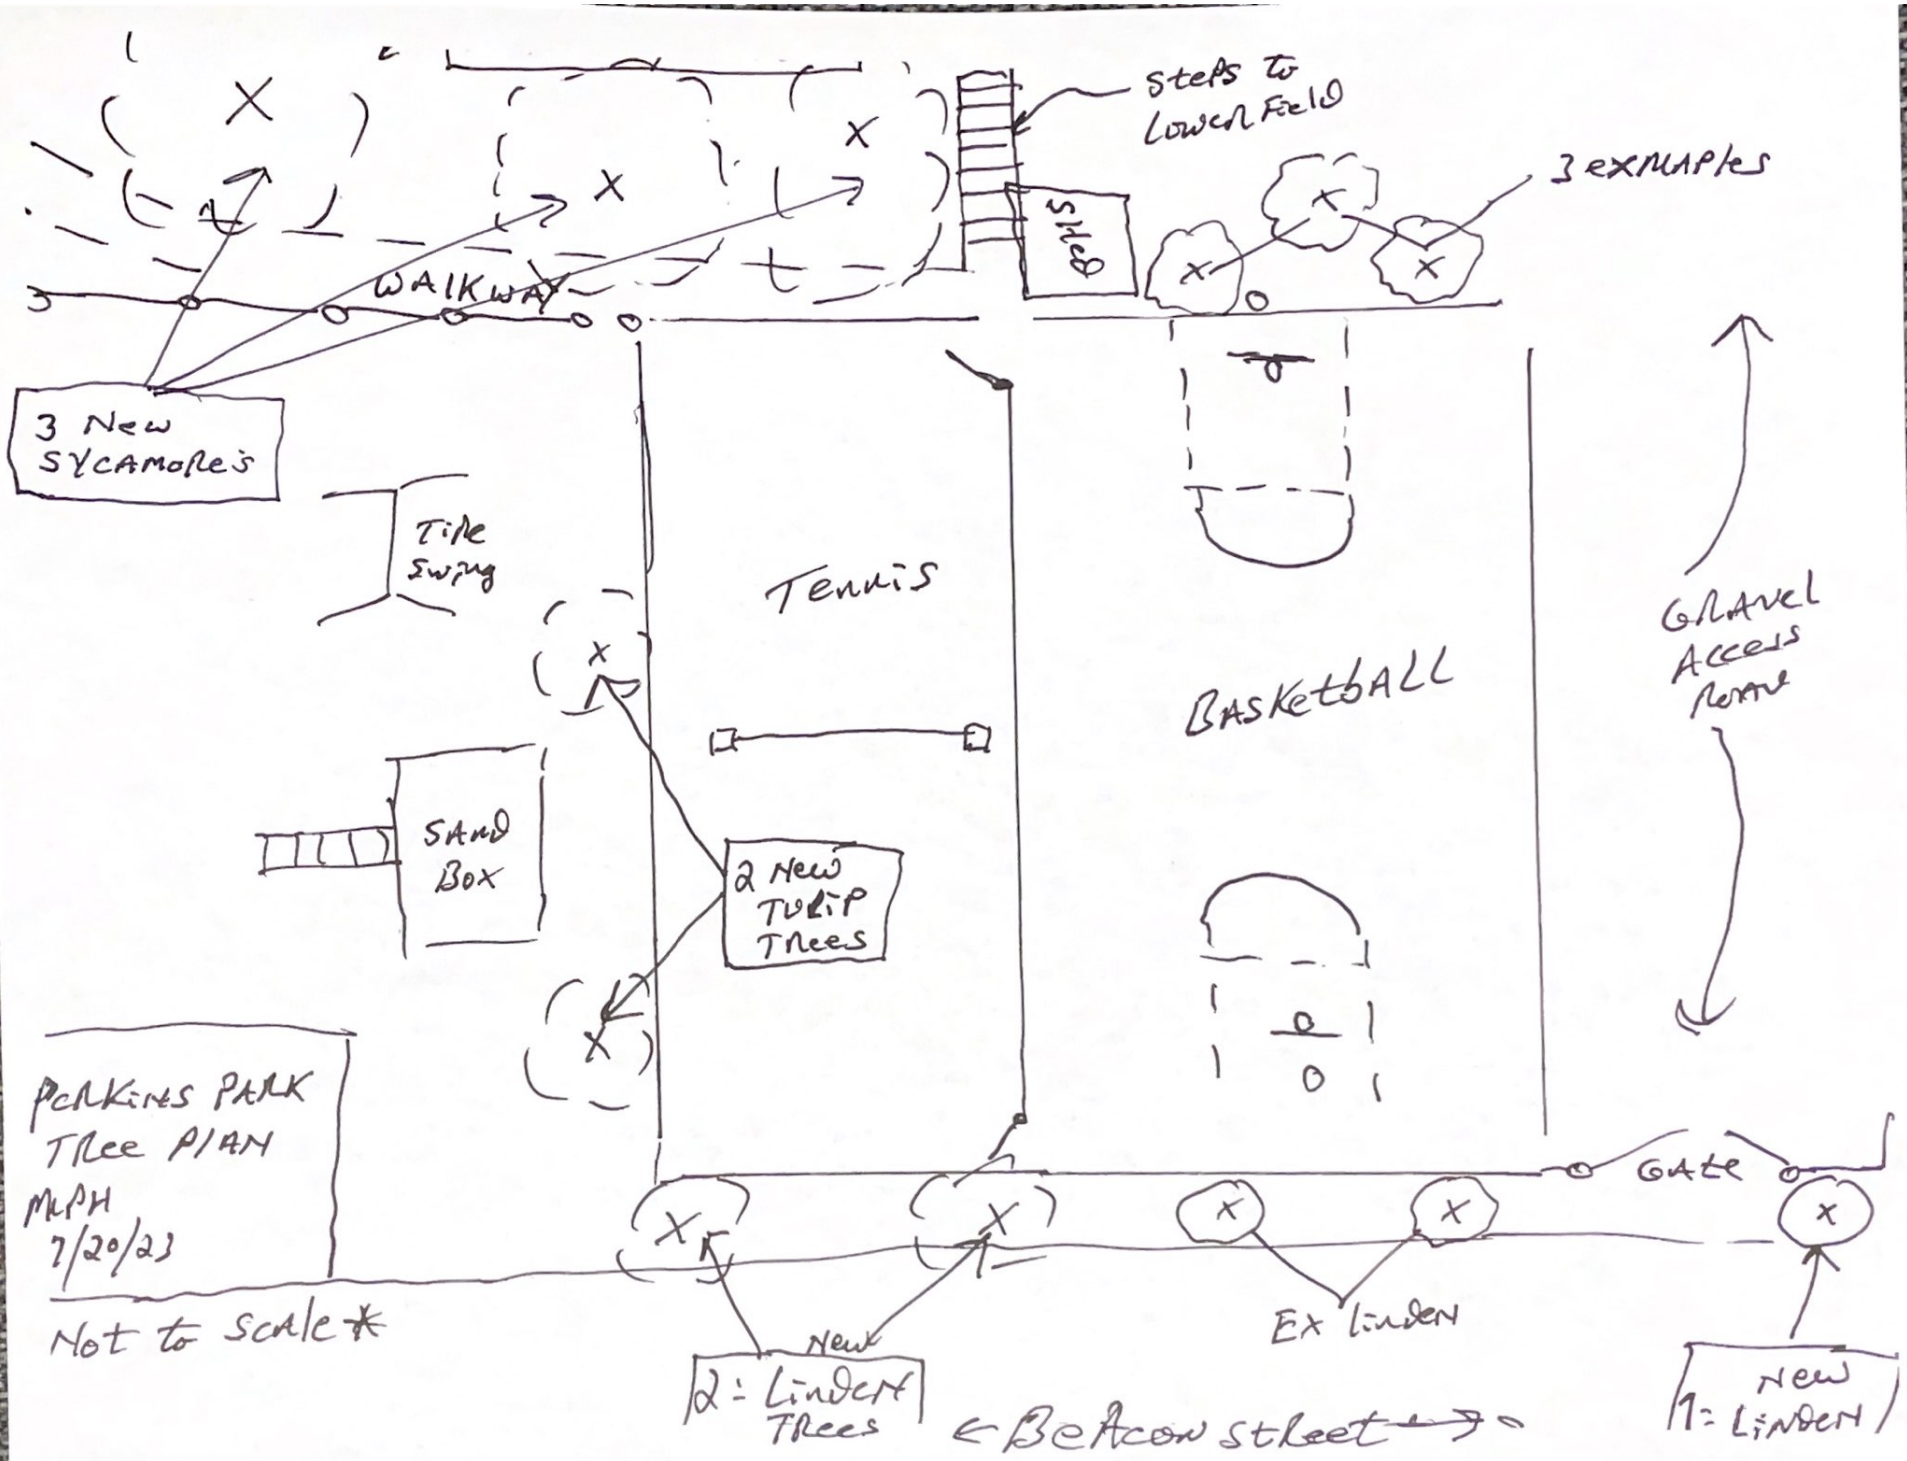 Steps to
Lower Field
3 ex MAples
Shed
WALKWAY
3 New
SYCAMORE's
Tire
Swing
Tennis
BASKetbALL
GRAVel
Access
ROAD
SAND
BOX
2 New
TULiP
Trees
PerKins PARK
Tree PlAN
MLPH
7/20/23
Not to scale*
GAte
New
2 = LinDeN
Trees
Ex linDeN
New
1 = LinDeN
BeAcon Street